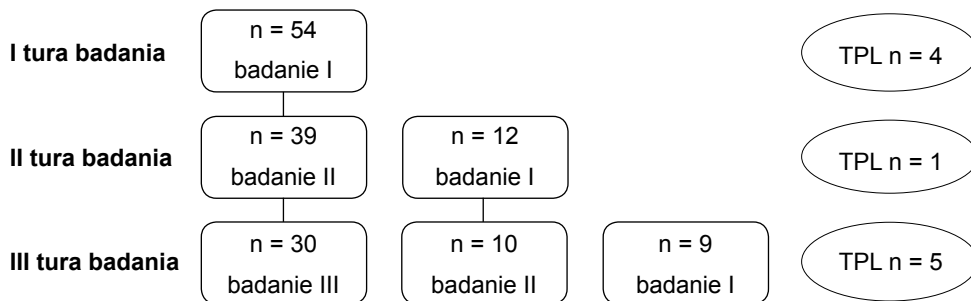 I tura badania
n = 54
badanie I
TPL n = 4
II tura badania
n = 39
badanie II
n = 12
badanie I
TPL n = 1
III tura badania
n = 30
badanie III
n = 10
badanie II
n = 9
badanie I
TPL n = 5